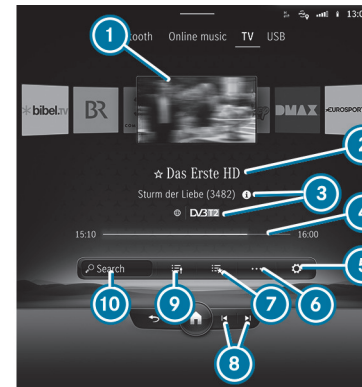 13:0
ooth Online music TV USB
1
bibel.TV BR DMAX EUROSPORT
☆ Das Erste HD 2
Sturm der Liebe (3482) i 3
DVB T2
4
15:10 16:00
Search 5
10 9 7 6
8